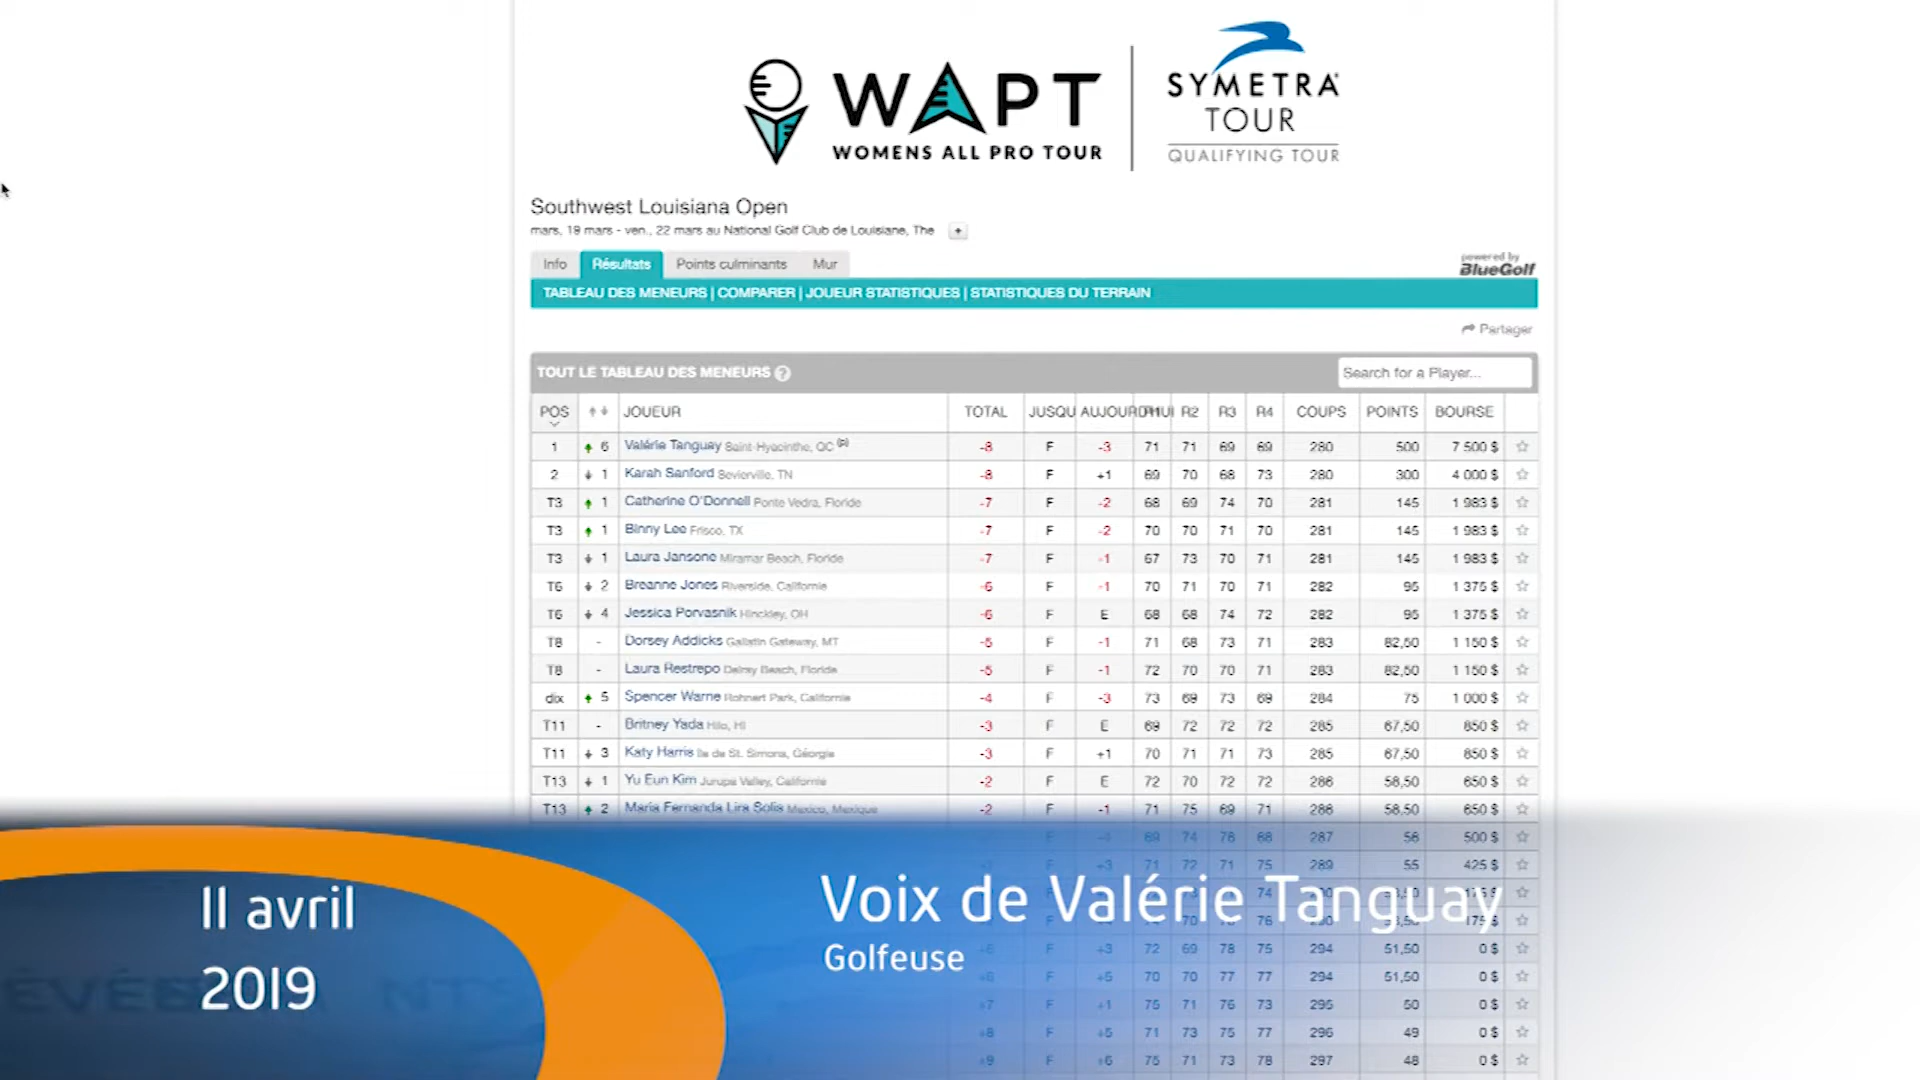 WAPT
WOMENS ALL PRO TOUR
SYMETRA
TOUR
QUALIFYING TOUR
Southwest Louisiana Open
mars, 19 mars - ven., 22 mars au National Golf Club de Louisiane, The +
Info Résultats Points culminants Mur
powered by
BlueGolf
TABLEAU DES MENEURS | COMPARER | JOUEUR STATISTIQUES | STATISTIQUES DU TERRAIN
Partager
TOUT LE TABLEAU DES MENEURS ? Search for a Player...
POS JOUEUR TOTAL JUSQU AUJOURD'HUI R2 R3 R4 COUPS POINTS BOURSE
1 6 Valérie Tanguay Saint-Hyacinthe, QC (p) -8 F -3 71 71 69 69 280 500 7 500 $
2 1 Karah Sanford Sevierville, TN -8 F +1 69 70 68 73 280 300 4 000 $
T3 1 Catherine O'Donnell Ponte Vedra, Floride -7 F -2 68 69 74 70 281 145 1 983 $
T3 1 Binny Lee Frisco, TX -7 F -2 70 70 71 70 281 145 1 983 $
T3 1 Laura Jansone Miramar Beach, Floride -7 F -1 67 73 70 71 281 145 1 983 $
T6 2 Breanne Jones Riverside, Californie -6 F -1 70 71 70 71 282 95 1 375 $
T6 4 Jessica Porvasnik Hinckley, OH -6 F E 68 68 74 72 282 95 1 375 $
T8 - Dorsey Addicks Gallatin Gateway, MT -5 F -1 71 68 73 71 283 82,50 1 150 $
T8 - Laura Restrepo Delray Beach, Floride -5 F -1 72 70 70 71 283 82,50 1 150 $
dix 5 Spencer Warne Rohnert Park, Californie -4 F -3 73 69 73 69 284 75 1 000 $
T11 - Britney Yada Hilo, HI -3 F E 69 72 72 72 285 67,50 850 $
T11 3 Katy Harris Ile de St. Simons, Géorgie -3 F +1 70 71 71 73 285 67,50 850 $
T13 1 Yu Eun Kim Jurupa Valley, Californie -2 F E 72 70 72 72 286 58,50 650 $
T13 2 Maria Fernanda Lira Solis Mexico, Mexique -2 F -1 71 75 69 71 286 58,50 650 $
F -4 69 74 76 68 287 56 500 $
F +3 71 72 71 75 289 55 425 $
74
76 175 $
F +3 72 69 78 75 294 51,50 0 $
F +5 70 70 77 77 294 51,50 0 $
+7 F +1 75 71 76 73 295 50 0 $
+8 F +5 71 73 75 77 296 49 0 $
+9 F +6 75 71 73 78 297 48 0 $
11 avril
2019
Voix de Valérie Tanguay
Golfeuse